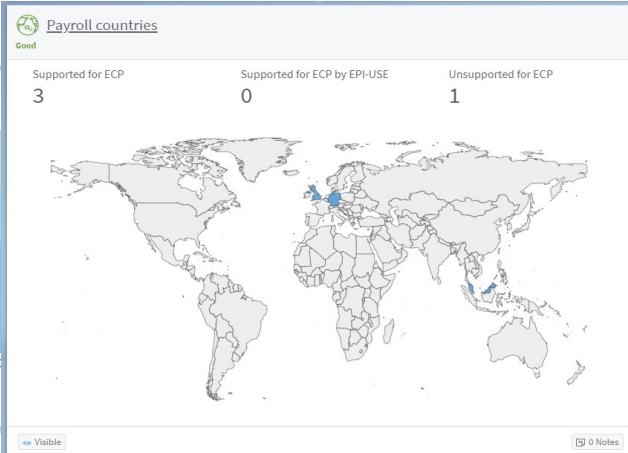 Payroll countries
Good
Supported for ECP
Supported for ECP by EPI-USE
Unsupported for ECP
3
0
1
Visible
0 Notes